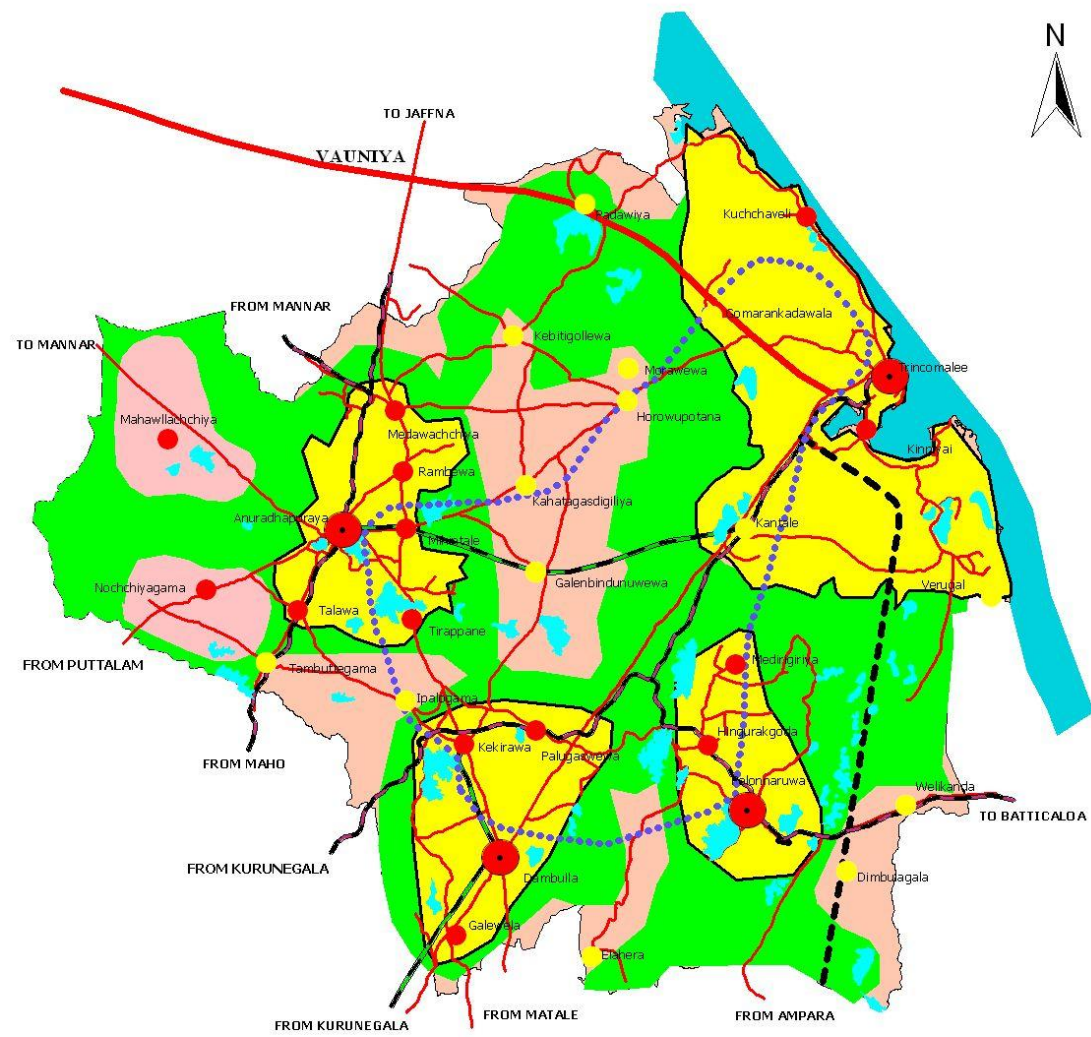 N
TO JAFFNA
VAUNIYA
Padawiya
Kuchchaveli
FROM MANNAR
Gomarankadawala
TO MANNAR
Kebitigollewa
Morawewa
Trincomalee
Mahawllachchiya
Horowupotana
Medawachchiya
Kinniyai
Rambewa
Kahatagasdigiliya
Anuradhapuraya
Mihintale
Kantale
Nochchiyagama
Galenbindunuwewa
Verugal
Talawa
Tirappane
FROM PUTTALAM
Tambuttegama
Medirigiriya
Ipalogama
Hingurakgoda
Kekirawa
Palugaswewa
FROM MAHO
Polonnaruwa
Welikanda
TO BATTICALOA
FROM KURUNEGALA
Dambulla
Dimbulagala
Galewela
Elahera
FROM KURUNEGALA
FROM MATALE
FROM AMPARA